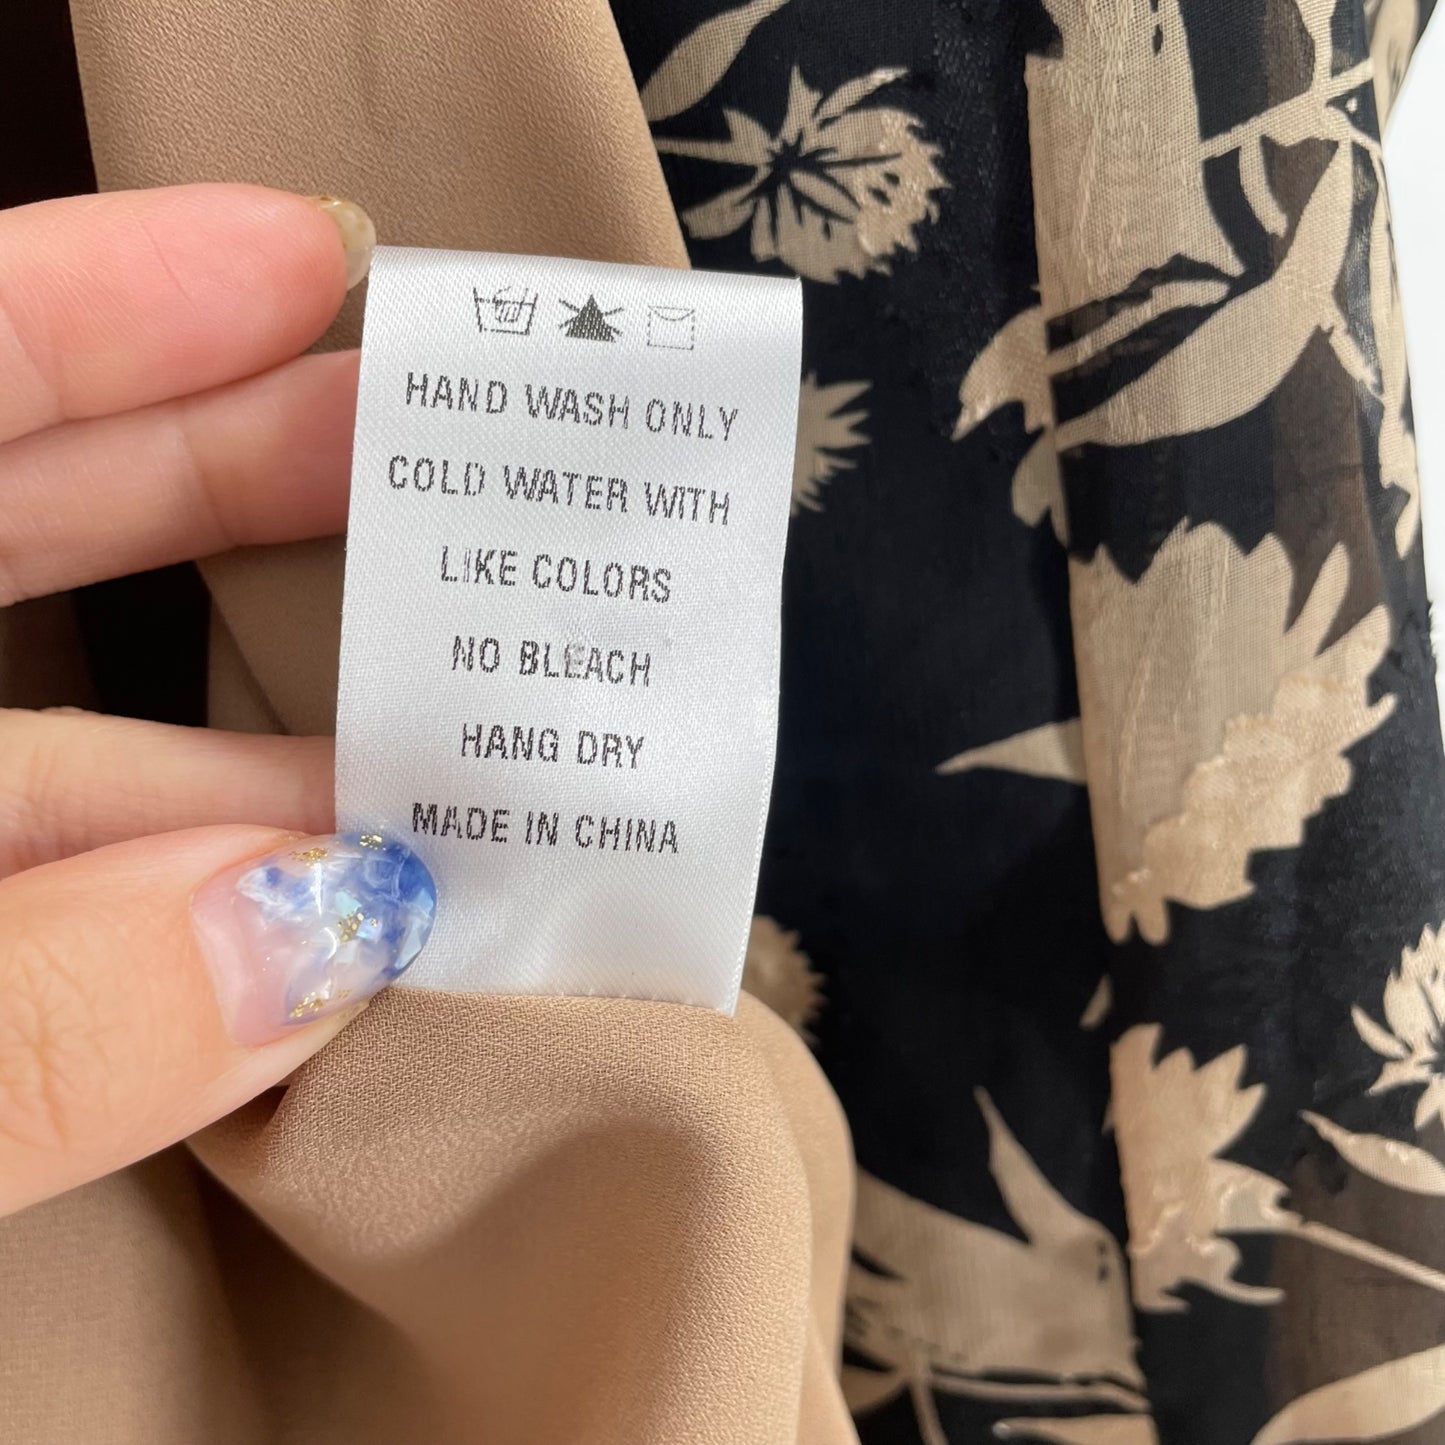 HAND WASH ONLY
COLD WATER WITH
LIKE COLORS
NO BLEACH
HANG DRY
MADE IN CHINA